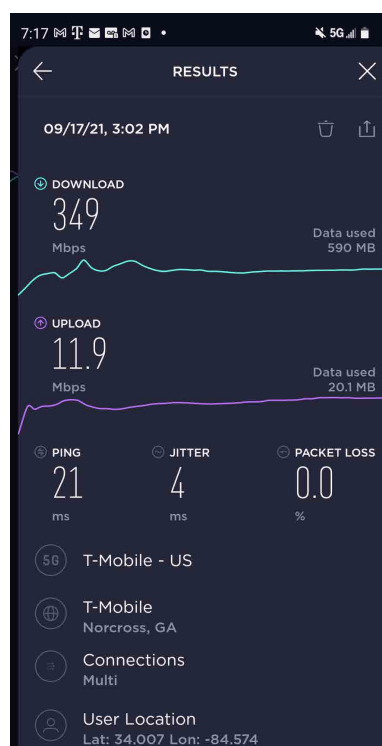 7:17
5G
RESULTS
09/17/21, 3:02 PM
DOWNLOAD
349
Mbps
Data used
590 MB
UPLOAD
11.9
Mbps
Data used
20.1 MB
PING
JITTER
PACKET LOSS
21
4
0.0
ms
ms
%
5G
T-Mobile - US
T-Mobile
Norcross, GA
Connections
Multi
User Location
Lat: 34.007 Lon: -84.574